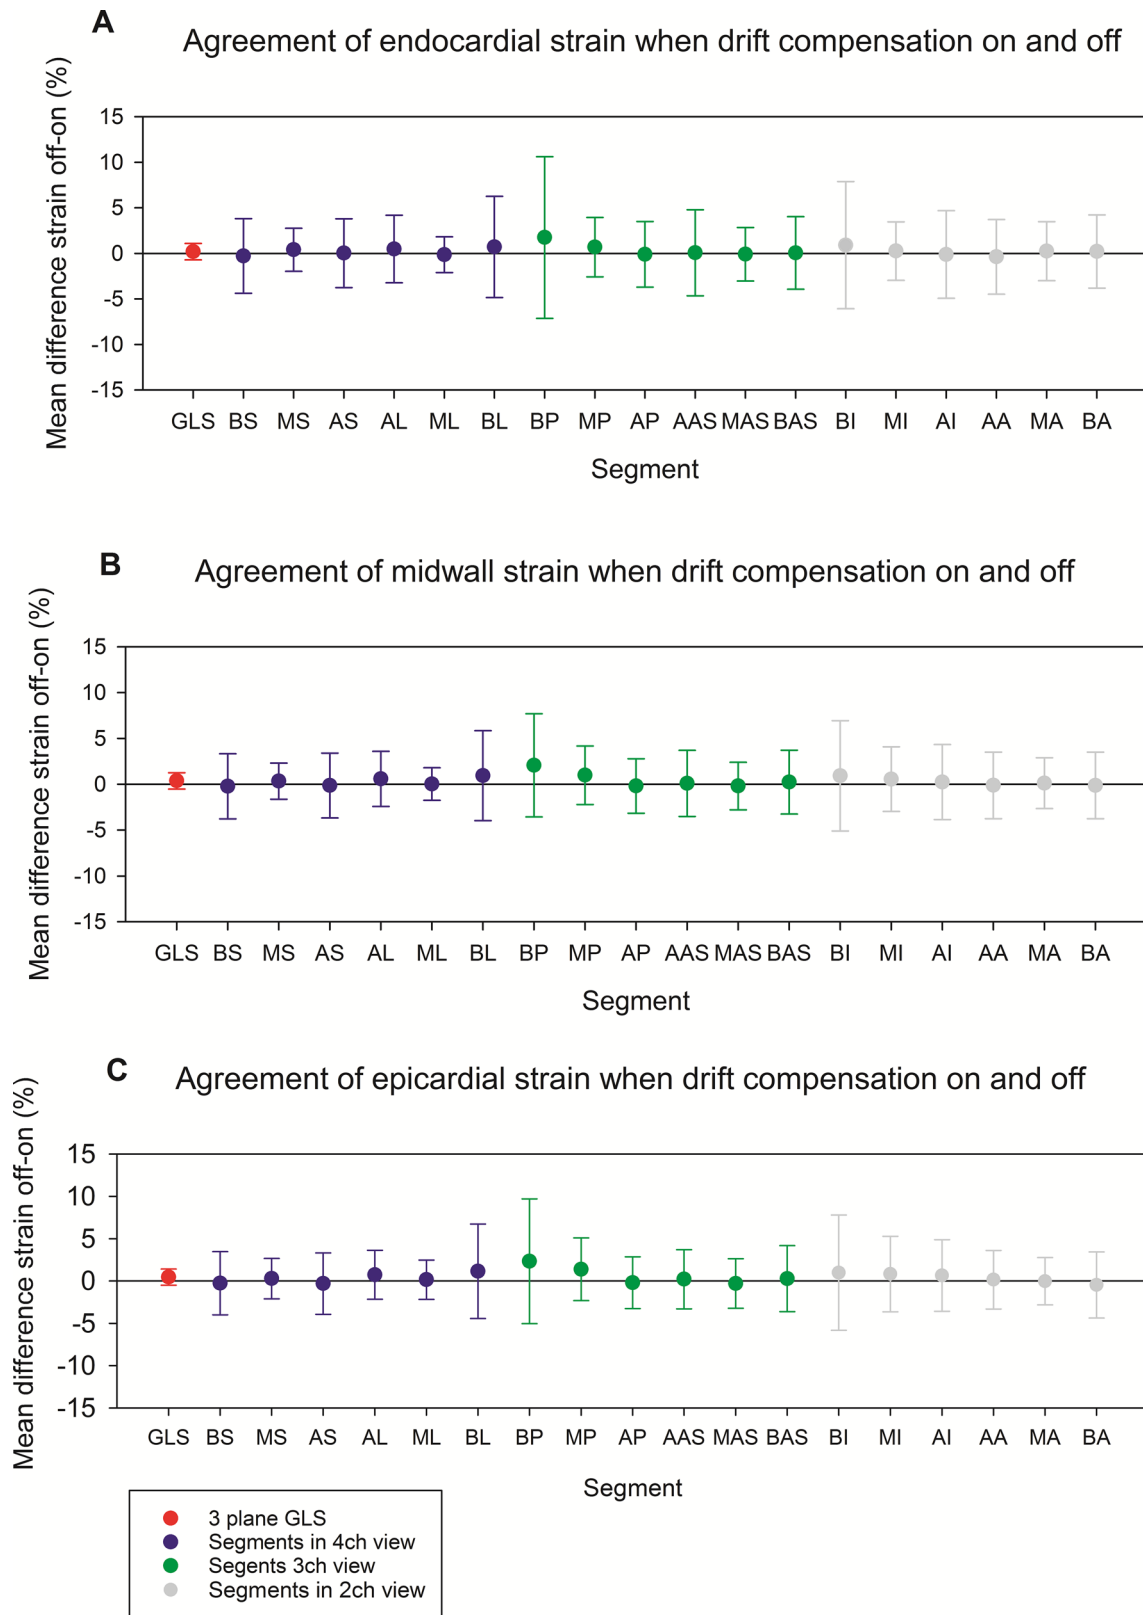 A
Agreement of endocardial strain when drift compensation on and off
Mean difference strain off-on (%)
15
10
5
0
-5
-10
-15
GLS BS MS AS AL ML BL BP MP AP AAS MAS BAS BI MI AI AA MA BA
Segment
B
Agreement of midwall strain when drift compensation on and off
Mean difference strain off-on (%)
15
10
5
0
-5
-10
-15
GLS BS MS AS AL ML BL BP MP AP AAS MAS BAS BI MI AI AA MA BA
Segment
C
Agreement of epicardial strain when drift compensation on and off
Mean difference strain off-on (%)
15
10
5
0
-5
-10
-15
GLS BS MS AS AL ML BL BP MP AP AAS MAS BAS BI MI AI AA MA BA
Segment
3 plane GLS
Segments in 4ch view
Segents 3ch view
Segments in 2ch view